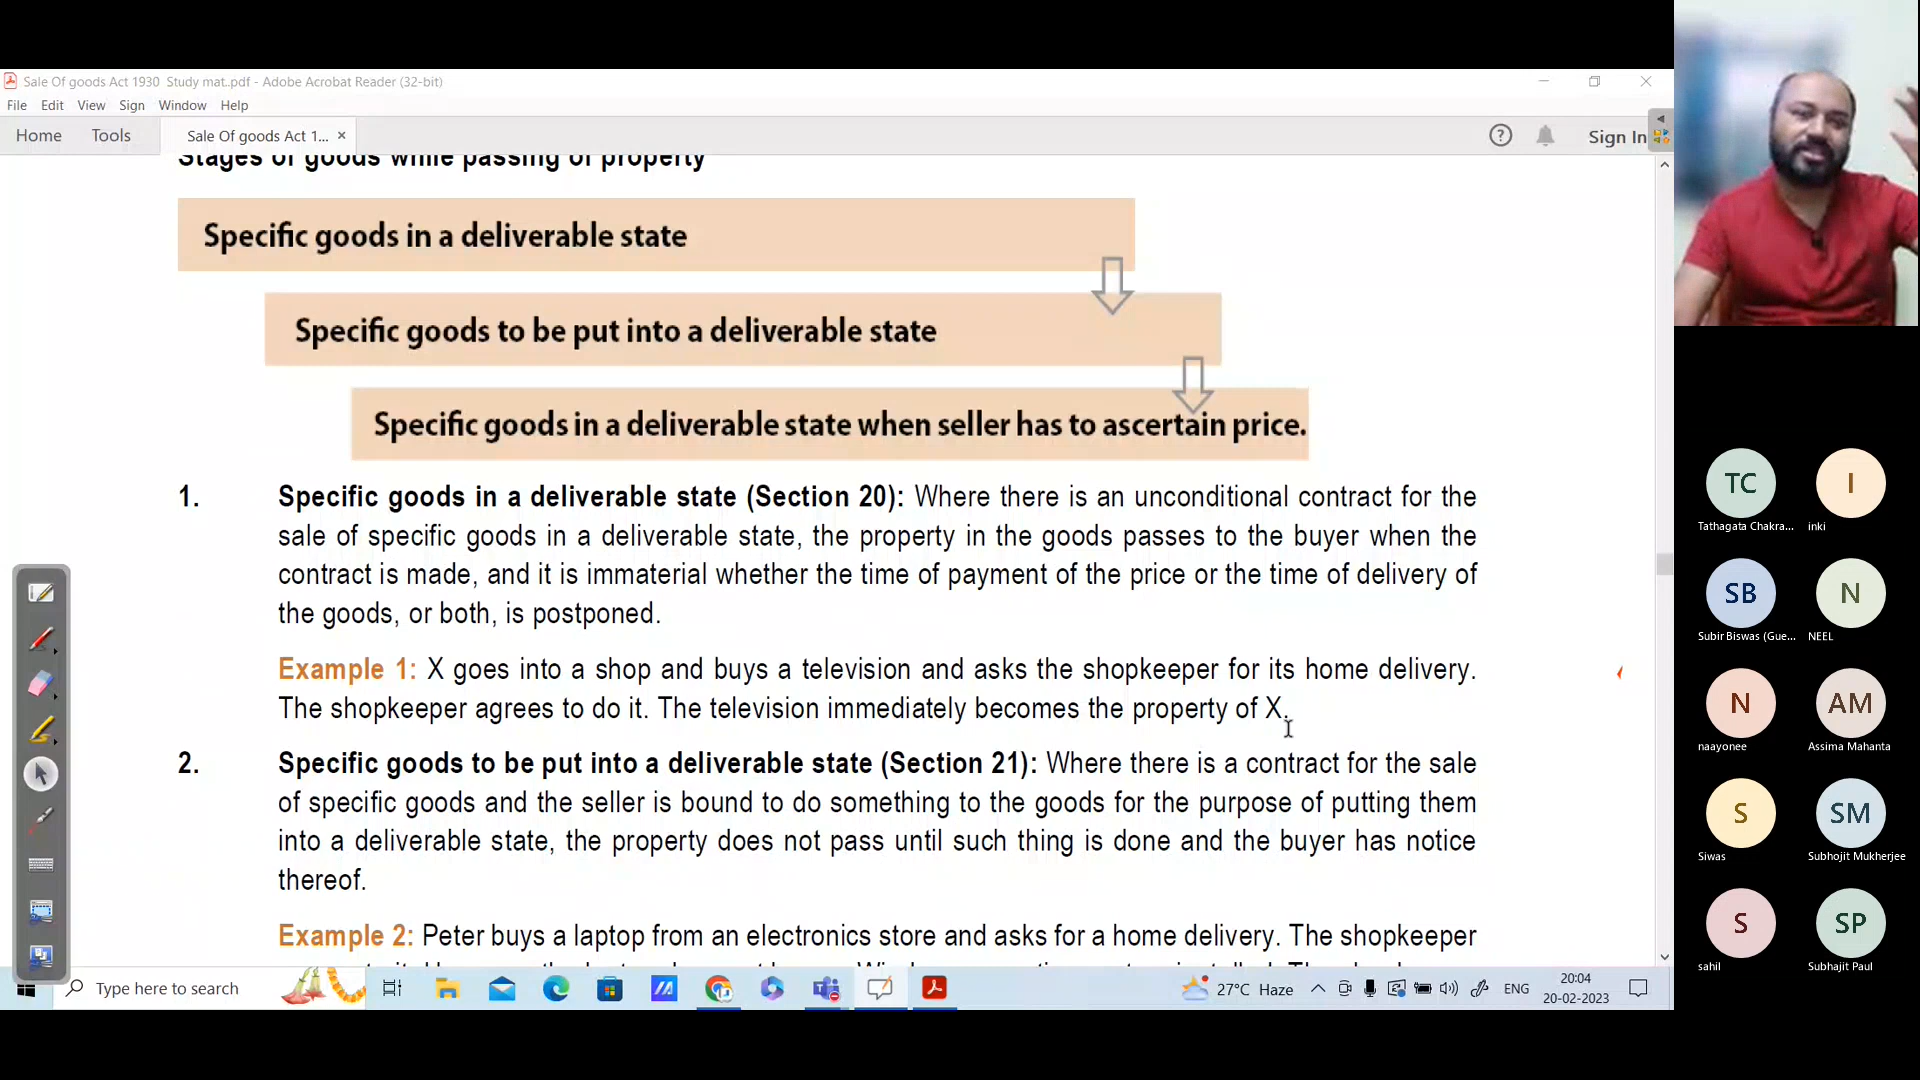 Sale Of goods Act 1930 Study mat..pdf - Adobe Acrobat Reader (32-bit)
File Edit View Sign Window Help
Home Tools Sale Of goods Act 1... × Sign In
Stages of goods while passing of property
Specific goods in a deliverable state
Specific goods to be put into a deliverable state
Specific goods in a deliverable state when seller has to ascertain price.
1. Specific goods in a deliverable state (Section 20): Where there is an unconditional contract for the
sale of specific goods in a deliverable state, the property in the goods passes to the buyer when the
contract is made, and it is immaterial whether the time of payment of the price or the time of delivery of
the goods, or both, is postponed.
Example 1: X goes into a shop and buys a television and asks the shopkeeper for its home delivery.
The shopkeeper agrees to do it. The television immediately becomes the property of X.
2. Specific goods to be put into a deliverable state (Section 21): Where there is a contract for the sale
of specific goods and the seller is bound to do something to the goods for the purpose of putting them
into a deliverable state, the property does not pass until such thing is done and the buyer has notice
thereof.
Example 2: Peter buys a laptop from an electronics store and asks for a home delivery. The shopkeeper
Type here to search
27°C Haze
ENG
20:04
20-02-2023
TC I
Tathagata Chakra... inki
SB N
Subir Biswas (Gue... NEEL
N AM
naayonee Assima Mahanta
S SM
Siwas Subhojit Mukherjee
S SP
sahil Subhajit Paul